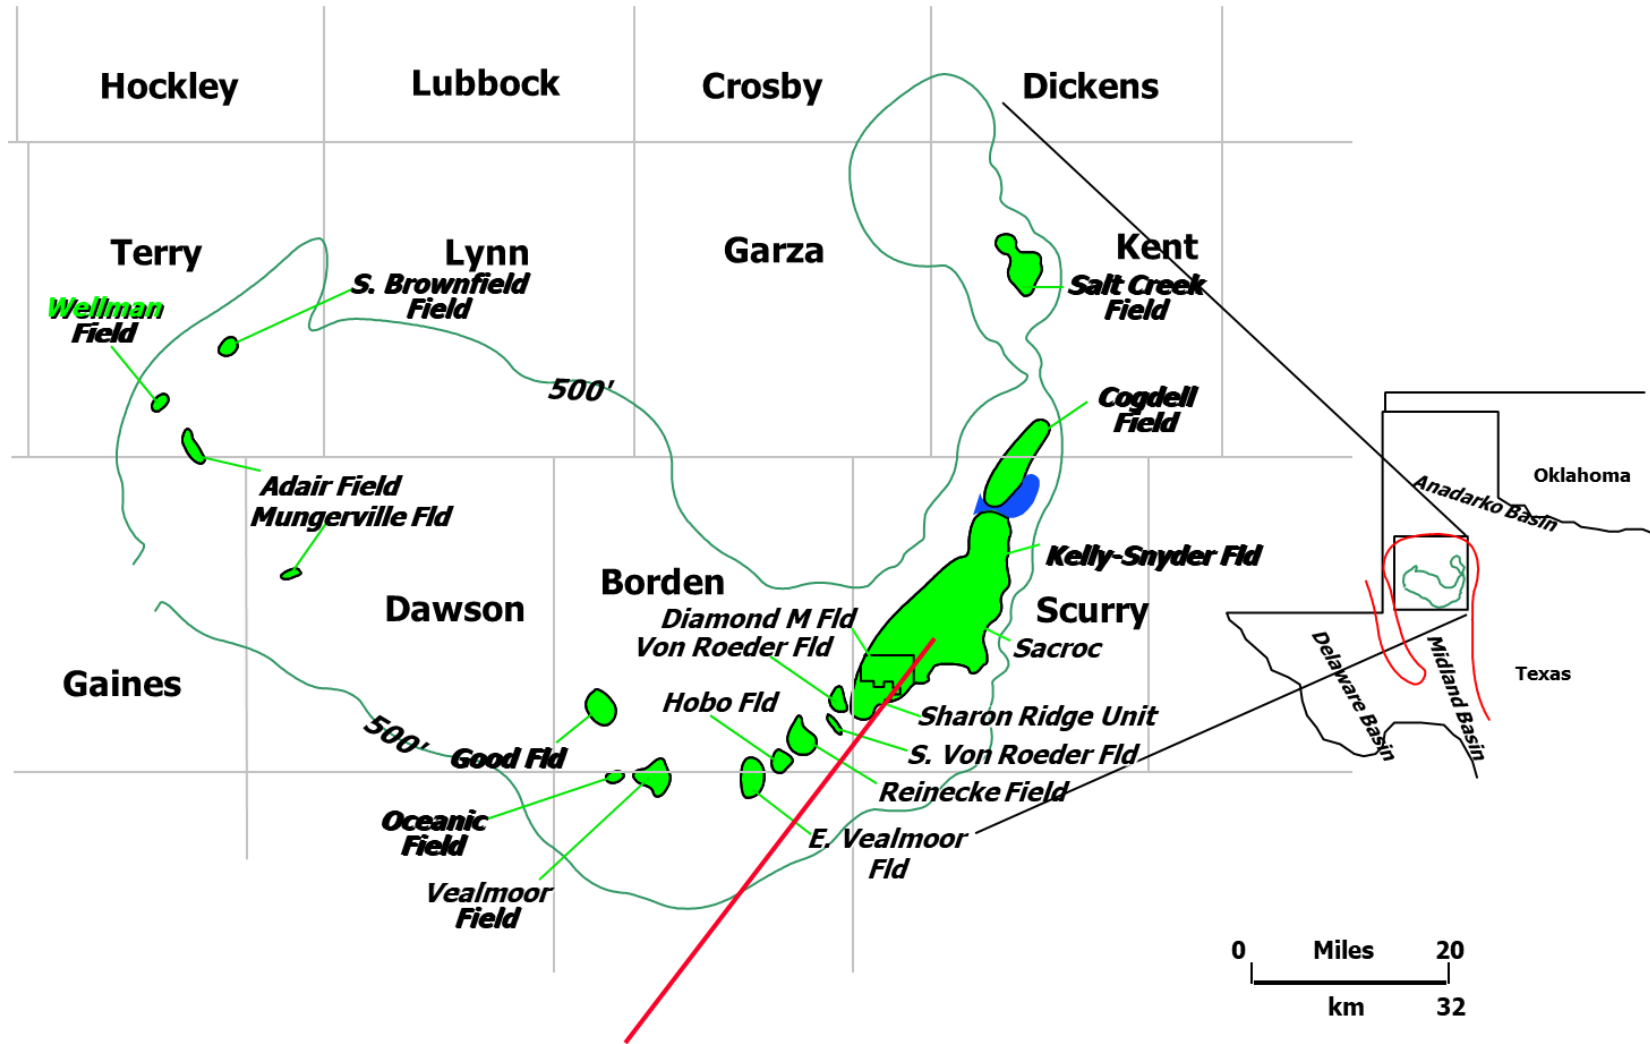 Hockley
Lubbock
Crosby
Dickens
Terry
Lynn
Garza
Kent
S. Brownfield
Field
Wellman
Field
Salt Creek
Field
500'
Cogdell
Field
Adair Field
Mungerville Fld
Oklahoma
Anadarko Basin
Kelly-Snyder Fld
Borden
Dawson
Diamond M Fld
Scurry
Von Roeder Fld
Sacroc
Gaines
Hobo Fld
Sharon Ridge Unit
500'
Good Fld
S. Von Roeder Fld
Reinecke Field
Delaware Basin
Midland Basin
Texas
Oceanic
Field
E. Vealmoor
Fld
Vealmoor
Field
0 Miles 20
km 32